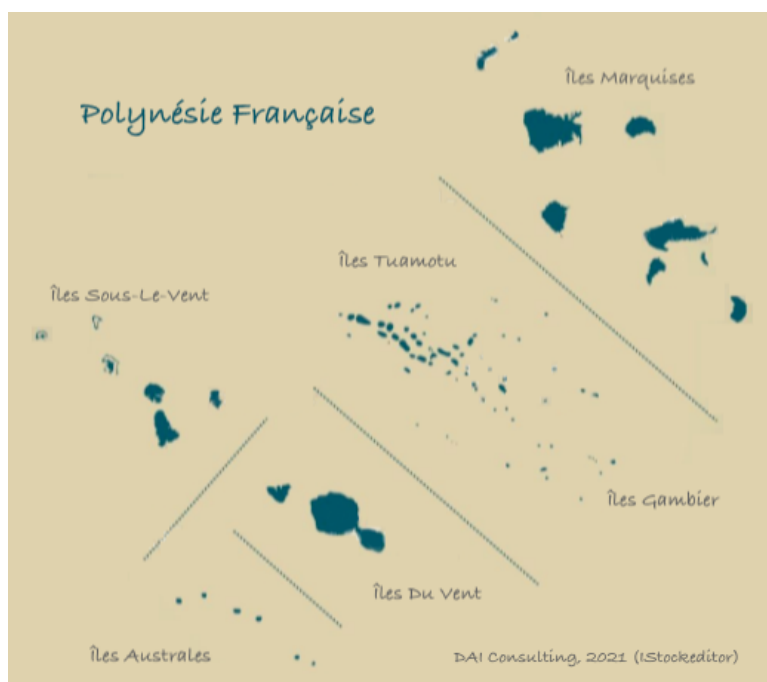 Îles Marquises
Polynésie Française
Îles Tuamotu
Îles Sous-Le-Vent
Îles Gambier
Îles Du Vent
Îles Australes
DAI Consulting, 2021 (IStockeditor)